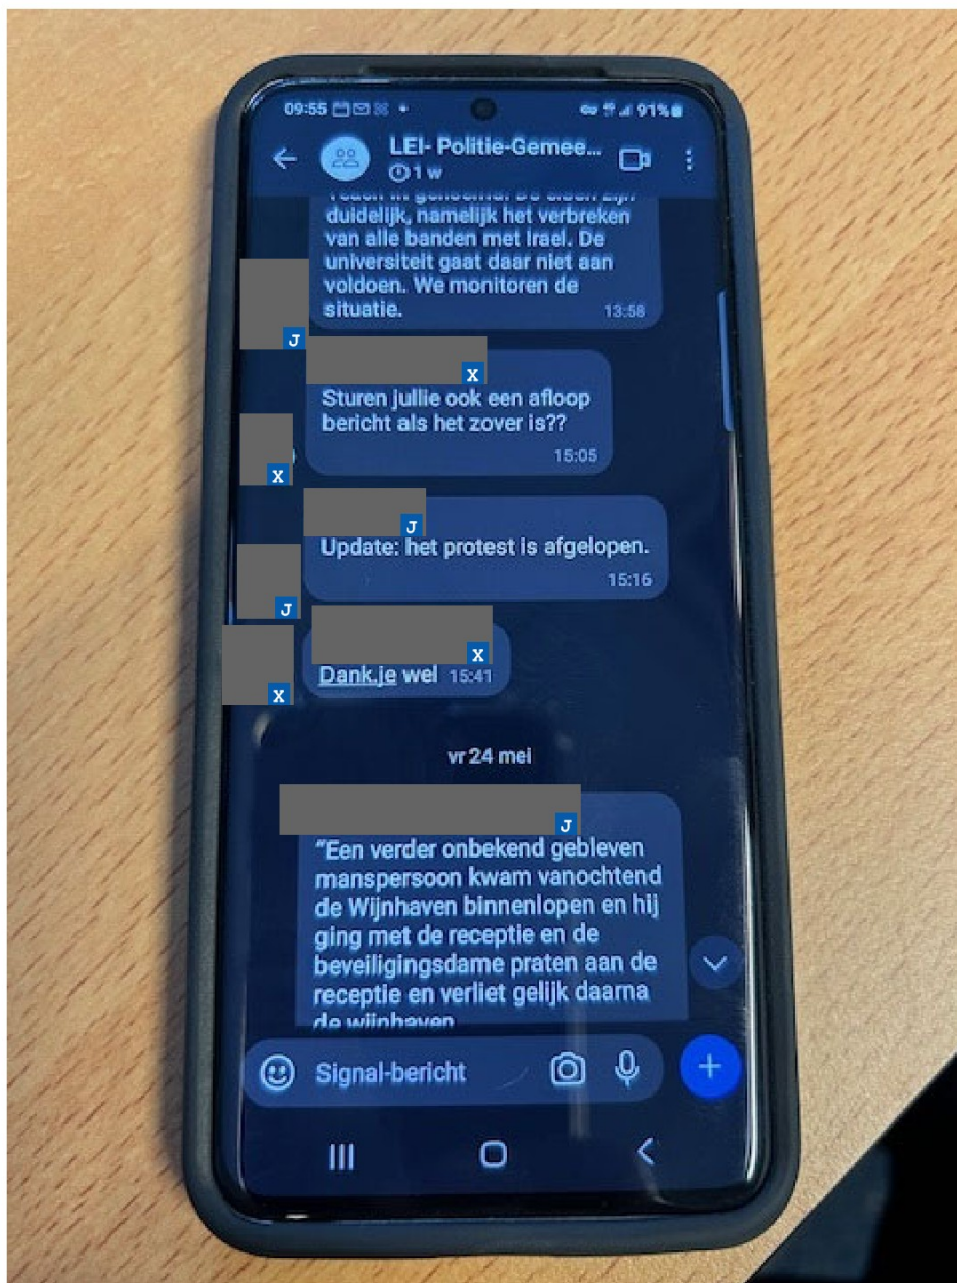 09:55
91%
LEI- Politie-Gemee...
1 w
duidelijk, namelijk het verbreken
van alle banden met Irael. De
universiteit gaat daar niet aan
voldoen. We monitoren de
situatie.
13:58
J
X
Sturen jullie ook een afloop
bericht als het zover is??
15:05
X
J
Update: het protest is afgelopen.
15:16
J
X
Dank.je wel 15:41
X
vr 24 mei
J
"Een verder onbekend gebleven
manspersoon kwam vanochtend
de Wijnhaven binnenlopen en hij
ging met de receptie en de
beveiligingsdame praten aan de
receptie en verliet gelijk daarna
de wijnhaven
Signal-bericht